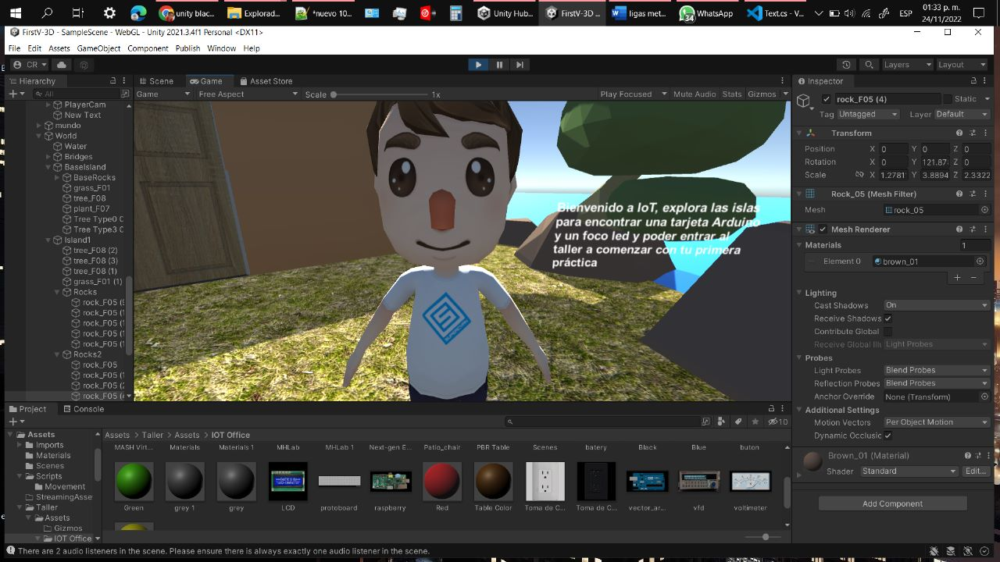 01:33 p. m.
unity blac...
Explorad...
*nuevo 10...
Unity Hub...
FirstV-3D ...
ligas met...
WhatsApp
34
Text.cs - V...
ESP
24/11/2022
FirstV-3D - SampleScene - WebGL - Unity 2021.3.4f1 Personal <DX11>
File Edit Assets GameObject Component Publish Window Help
CR
Layers
Layout
Hierarchy
All
PlayerCam
New Text
mundo
World
Water
Bridges
BaseIsland
BaseRocks
grass_F01
tree_F08
plant_F07
Tree Type0 0
Tree Type3 0
Island1
tree_F08 (2)
tree_F08 (3)
tree_F08 (1)
grass_F01 (1)
Rocks
rock_F05 (9
rock_F05 (1
rock_F05 (1
rock_F05 (1
rock_F05 (1
Rocks2
rock_F05
rock_F05 (1
rock_F05 (2
rock_F05 (4
Scene Game Asset Store
Game Free Aspect Scale 1x Play Focused Mute Audio Stats Gizmos
Bienvenido a IoT, explora las islas
para encontrar una tarjeta Arduino
y un foco led y poder entrar al
taller a comenzar con tu primera
práctica
Inspector
rock_F05 (4) Static
Tag Untagged Layer Default
Transform
Position X 0 Y 0 Z 0
Rotation X 0 Y 121.87 Z 0
Scale X 1.2781 Y 3.8894 Z 2.3322
Rock_05 (Mesh Filter)
Mesh rock_05
Mesh Renderer
Materials 1
Element 0 brown_01
+ −
Lighting
Cast Shadows On
Receive Shadows
Contribute Global
Receive Global Illu Light Probes
Probes
Light Probes Blend Probes
Reflection Probes Blend Probes
Anchor Override None (Transform)
Additional Settings
Motion Vectors Per Object Motion
Dynamic Occlusic
Brown_01 (Material)
Shader Standard Edit...
Add Component
Project Console
10
Assets
Imports
Materials
Scenes
Scripts
Movement
StreamingAsse
Taller
Assets
Gizmos
IOT Office
Assets > Taller > Assets > IOT Office
MASH Virt... Materials Materials 1 MHLab MHLab 1 Next-gen E... Patio_chair PBR Table Scenes batery Black Blue buton
Green grey 1 grey LCD protoboard raspberry Red Table Color Toma de C... Toma de C... vector_ar... vfd voltimeter
There are 2 audio listeners in the scene. Please ensure there is always exactly one audio listener in the scene.